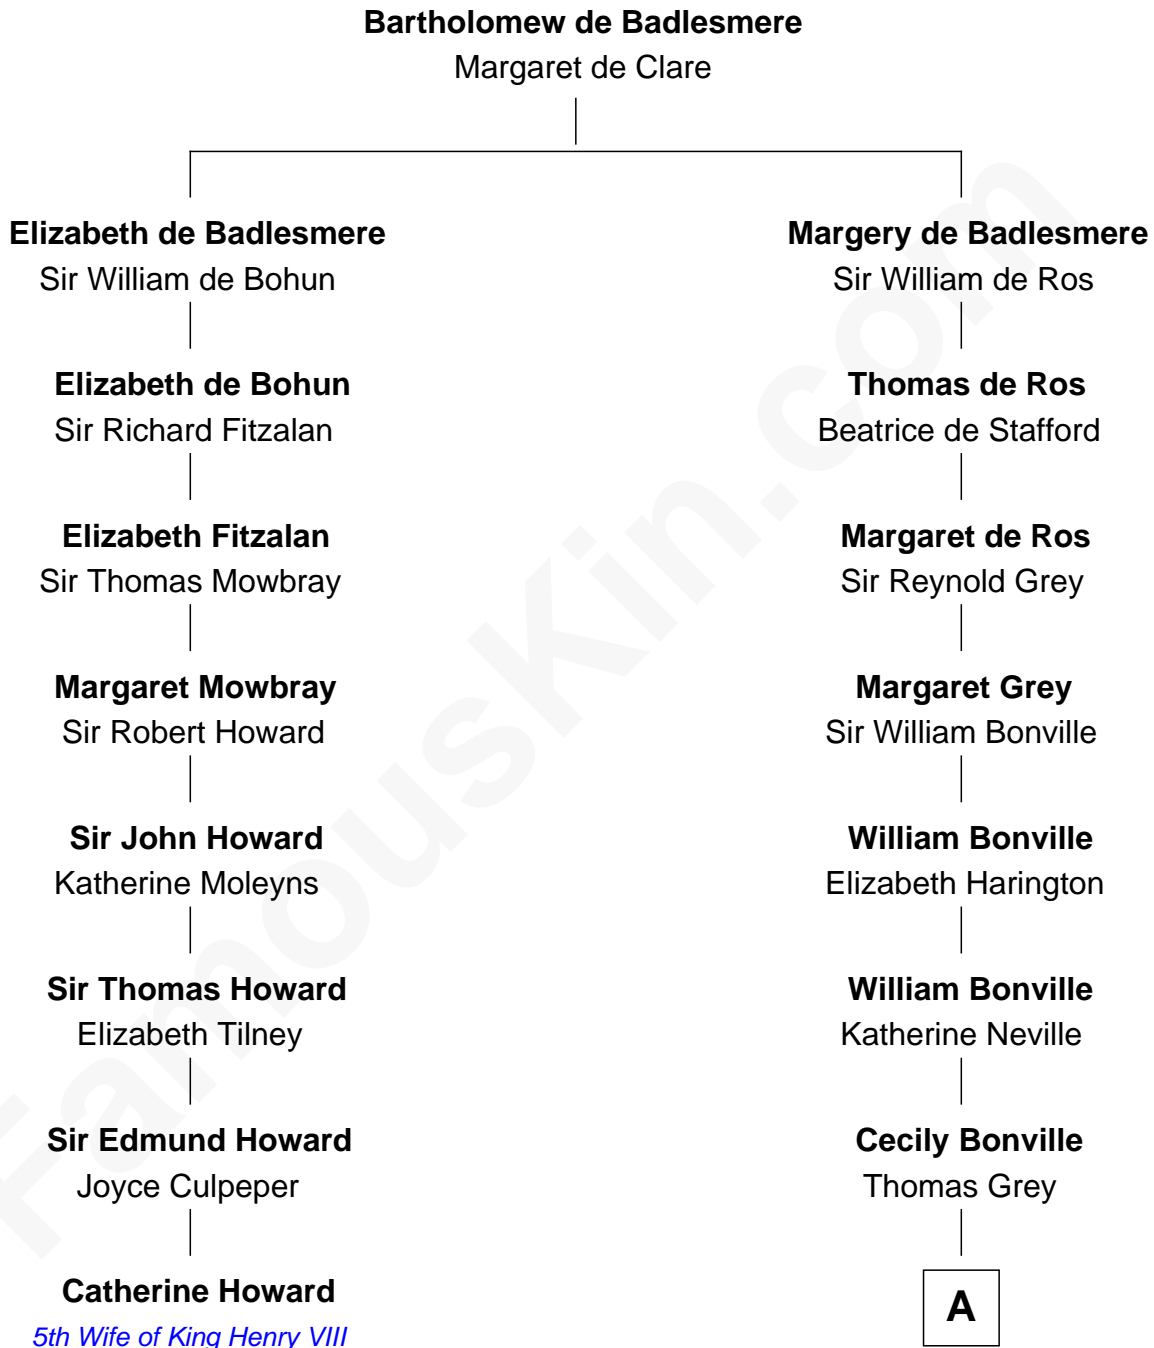 Bartholomew de Badlesmere
Margaret de Clare
Elizabeth de Badlesmere
Sir William de Bohun
Elizabeth de Bohun
Sir Richard Fitzalan
Elizabeth Fitzalan
Sir Thomas Mowbray
Margaret Mowbray
Sir Robert Howard
Sir John Howard
Katherine Moleyns
Sir Thomas Howard
Elizabeth Tilney
Sir Edmund Howard
Joyce Culpeper
Catherine Howard
5th Wife of King Henry VIII
Margery de Badlesmere
Sir William de Ros
Thomas de Ros
Beatrice de Stafford
Margaret de Ros
Sir Reynold Grey
Margaret Grey
Sir William Bonville
William Bonville
Elizabeth Harington
William Bonville
Katherine Neville
Cecily Bonville
Thomas Grey
A
FamousKin.com